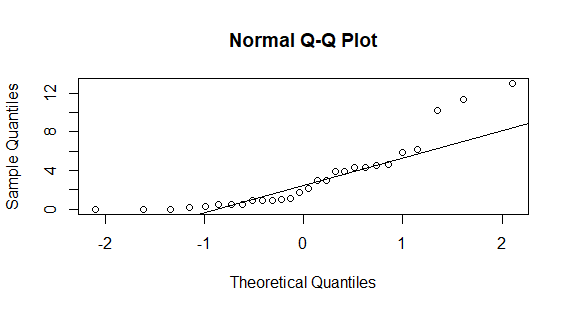 Normal Q-Q Plot
Sample Quantiles
12
8
4
0
-2 -1 0 1 2
Theoretical Quantiles